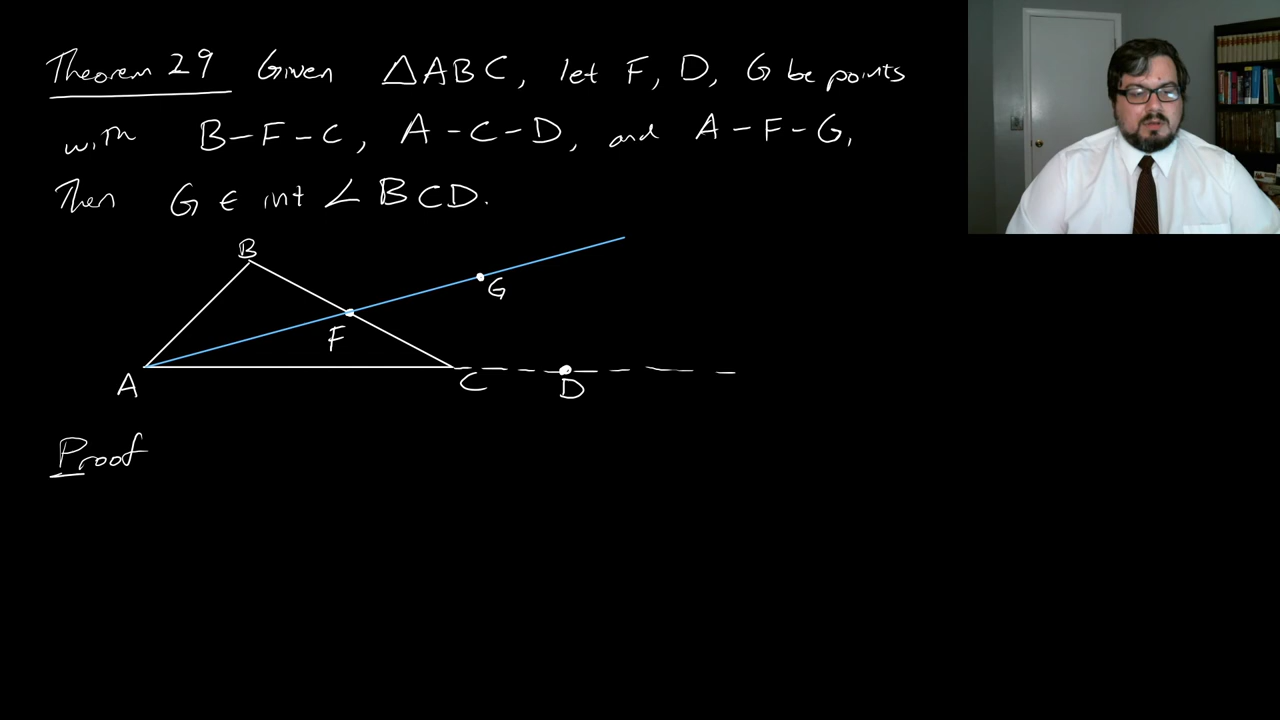 Theorem 29 Given △ABC, let F, D, G be points
with B-F-C, A-C-D, and A-F-G,
Then G ∈ int ∠BCD.
B
G
F
A
C
D
Proof